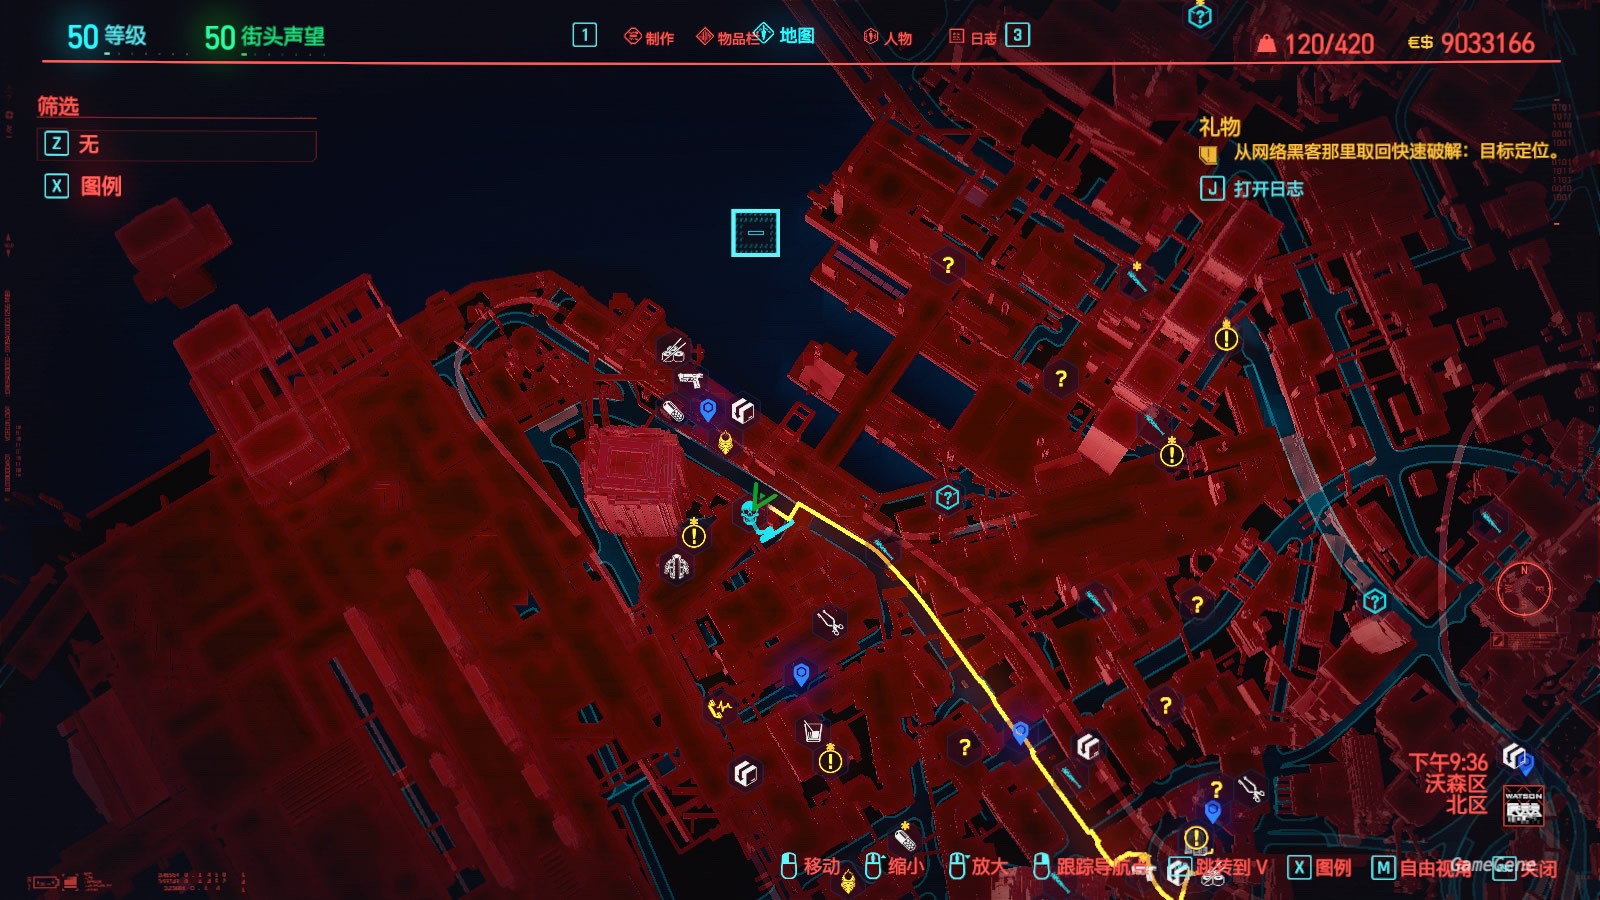 50 等级
50 街头声望
1
制作
物品栏
地图
人物
日志
3
120/420
€$ 9033166
筛选
Z 无
X 图例
礼物
从网络黑客那里取回快速破解：目标定位。
J 打开日志
N
下午9:36
沃森区
北区
WATSON
移动
缩小
放大
跟踪导航
跳转到 V
X 图例
M 自由视角
关闭
GameGene